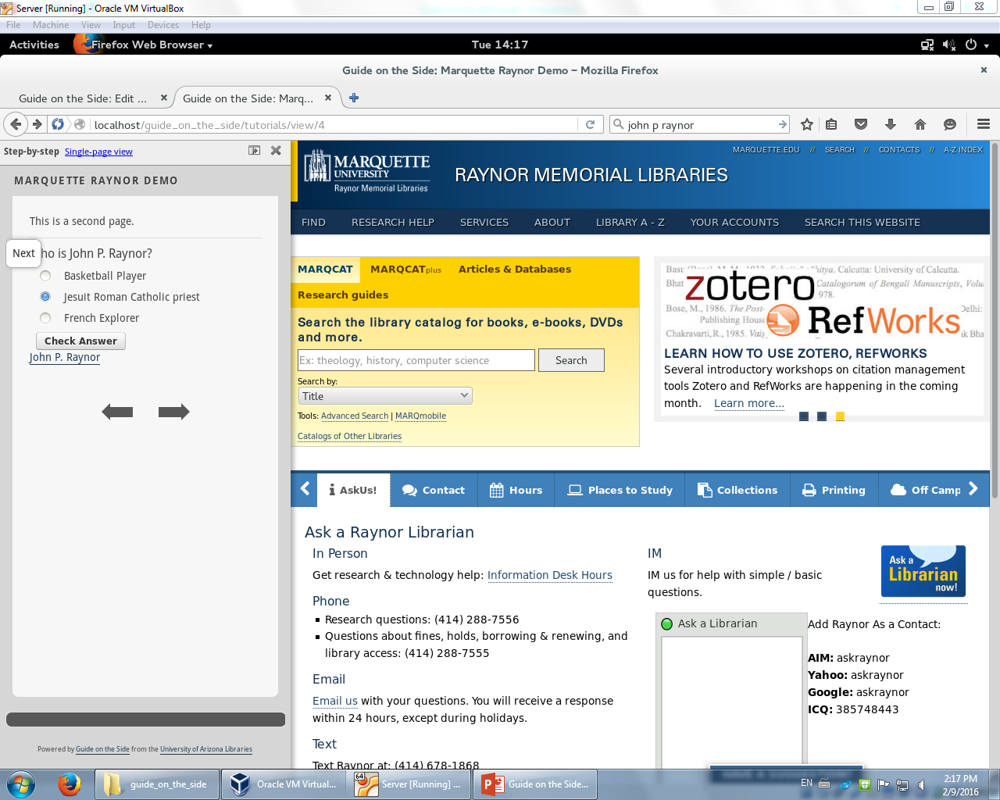 Server [Running] - Oracle VM VirtualBox
File Machine View Input Devices Help
Activities Firefox Web Browser Tue 14:17
Guide on the Side: Marquette Raynor Demo – Mozilla Firefox
Guide on the Side: Edit ... Guide on the Side: Marq...
localhost/guide_on_the_side/tutorials/view/4 john p raynor
Step-by-step Single-page view
MARQUETTE RAYNOR DEMO
This is a second page.
Next
ho is John P. Raynor?
Basketball Player
Jesuit Roman Catholic priest
French Explorer
Check Answer
John P. Raynor
Powered by Guide on the Side from the University of Arizona Libraries
MARQUETTE.EDU // SEARCH // CONTACTS // A-Z INDEX
MARQUETTE
UNIVERSITY
Raynor Memorial Libraries
RAYNOR MEMORIAL LIBRARIES
FIND RESEARCH HELP SERVICES ABOUT LIBRARY A - Z YOUR ACCOUNTS SEARCH THIS WEBSITE
MARQCAT MARQCATplus Articles & Databases
Research guides
Search the library catalog for books, e-books, DVDs
and more.
Ex: theology, history, computer science Search
Search by:
Title
Tools: Advanced Search | MARQmobile
Catalogs of Other Libraries
zotero
RefWorks
LEARN HOW TO USE ZOTERO, REFWORKS
Several introductory workshops on citation management
tools Zotero and RefWorks are happening in the coming
month. Learn more...
AskUs! Contact Hours Places to Study Collections Printing Off Camp
Ask a Raynor Librarian
In Person
Get research & technology help: Information Desk Hours
Phone
Research questions: (414) 288-7556
Questions about fines, holds, borrowing & renewing, and
library access: (414) 288-7555
Email
Email us with your questions. You will receive a response
within 24 hours, except during holidays.
Text
Text Raynor at: (414) 678-1868
IM
IM us for help with simple / basic
questions.
Ask a
Librarian
now!
Ask a Librarian
Add Raynor As a Contact:
AIM: askraynor
Yahoo: askraynor
Google: askraynor
ICQ: 385748443
guide_on_the_side Oracle VM Virtual... 64 Server [Running] ... Guide on the Side... EN 2:17 PM
2/9/2016